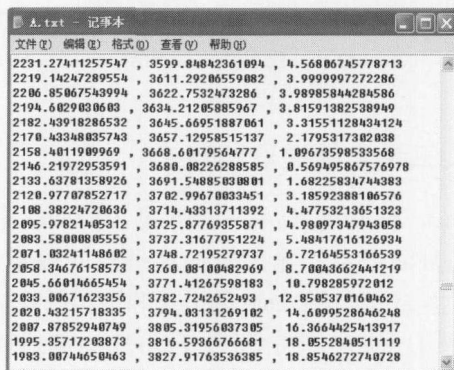 A.txt - 记事本
文件(F) 编辑(E) 格式(O) 查看(V) 帮助(H)
2231.27411257547 , 3599.84842361094 , 4.56806745778713
2219.14247289554 , 3611.29206559082 , 3.9999997272286
2206.85067543994 , 3622.7532473286 , 3.98985844284586
2194.6029030603 , 3634.21205885967 , 3.81591382538949
2182.43918286532 , 3645.66951887061 , 3.31551128434124
2170.43348035743 , 3657.12958515137 , 2.1795317302038
2158.4011909969 , 3668.60179564777 , 1.09673598533568
2146.21972953591 , 3680.08226288585 , 0.569495867576978
2133.63781358926 , 3691.54885030801 , 1.68225834744383
2120.97707852717 , 3702.99670033451 , 3.18592388106576
2108.38224720636 , 3714.43313711392 , 4.47753213651323
2095.97821405312 , 3725.87769355871 , 4.98097347943058
2083.58000805556 , 3737.31677951224 , 5.48417616126934
2071.03241148602 , 3748.72195279737 , 6.72164553166539
2058.34676158573 , 3760.08100482969 , 8.70043662441219
2045.66014665454 , 3771.41267598183 , 10.798285972012
2033.00671623356 , 3782.7242652493 , 12.8505370160462
2020.43215718335 , 3794.03131269102 , 14.6099528646248
2007.87852940749 , 3805.31956037305 , 16.3664425413917
1995.35717203873 , 3816.59366766681 , 18.0552840511119
1983.00744650463 , 3827.91763536385 , 18.8546272740728